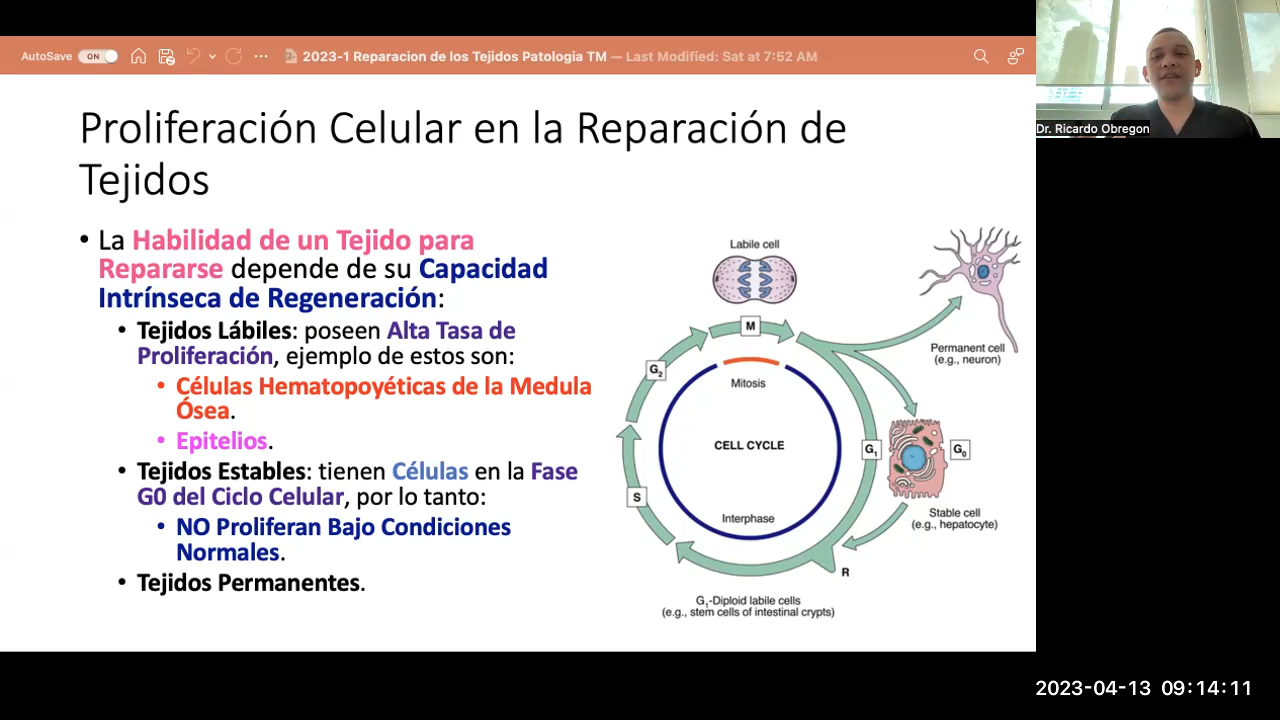 AutoSave ON ... 2023-1 Reparacion de los Tejidos Patologia TM — Last Modified: Sat at 7:52 AM
Dr. Ricardo Obregon
Proliferación Celular en la Reparación de
Tejidos
• La Habilidad de un Tejido para
Repararse depende de su Capacidad
Intrínseca de Regeneración:
• Tejidos Lábiles: poseen Alta Tasa de
Proliferación, ejemplo de estos son:
• Células Hematopoyéticas de la Medula
Ósea.
• Epitelios.
• Tejidos Estables: tienen Células en la Fase
G0 del Ciclo Celular, por lo tanto:
• NO Proliferan Bajo Condiciones
Normales.
• Tejidos Permanentes.
Labile cell
M
G2
Mitosis
CELL CYCLE
S
Interphase
G1
G0
R
Permanent cell
(e.g., neuron)
Stable cell
(e.g., hepatocyte)
G1-Diploid labile cells
(e.g., stem cells of intestinal crypts)
2023-04-13 09:14:11